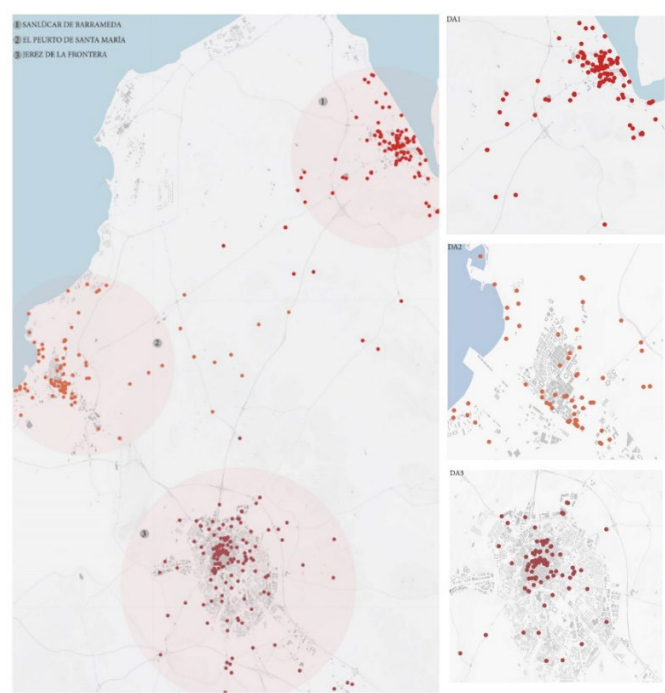 1 SANLÚCAR DE BARRAMEDA
2 EL PEURTO DE SANTA MARÍA
3 JEREZ DE LA FRONTERA
1
2
3
DA1
DA2
DA3